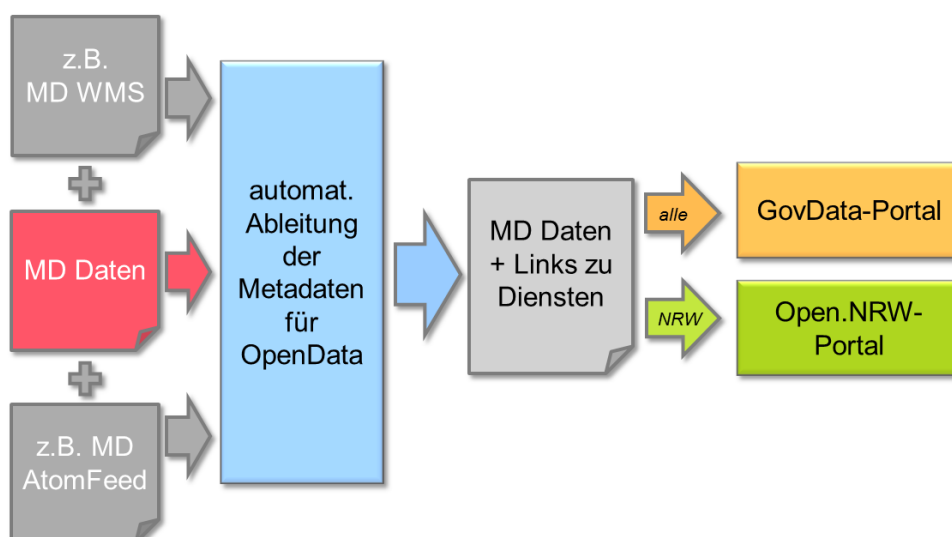 z.B.
MD WMS
MD Daten
z.B. MD
AtomFeed
automat.
Ableitung
der
Metadaten
für
OpenData
MD Daten
+ Links zu
Diensten
alle
NRW
GovData-Portal
Open.NRW-
Portal